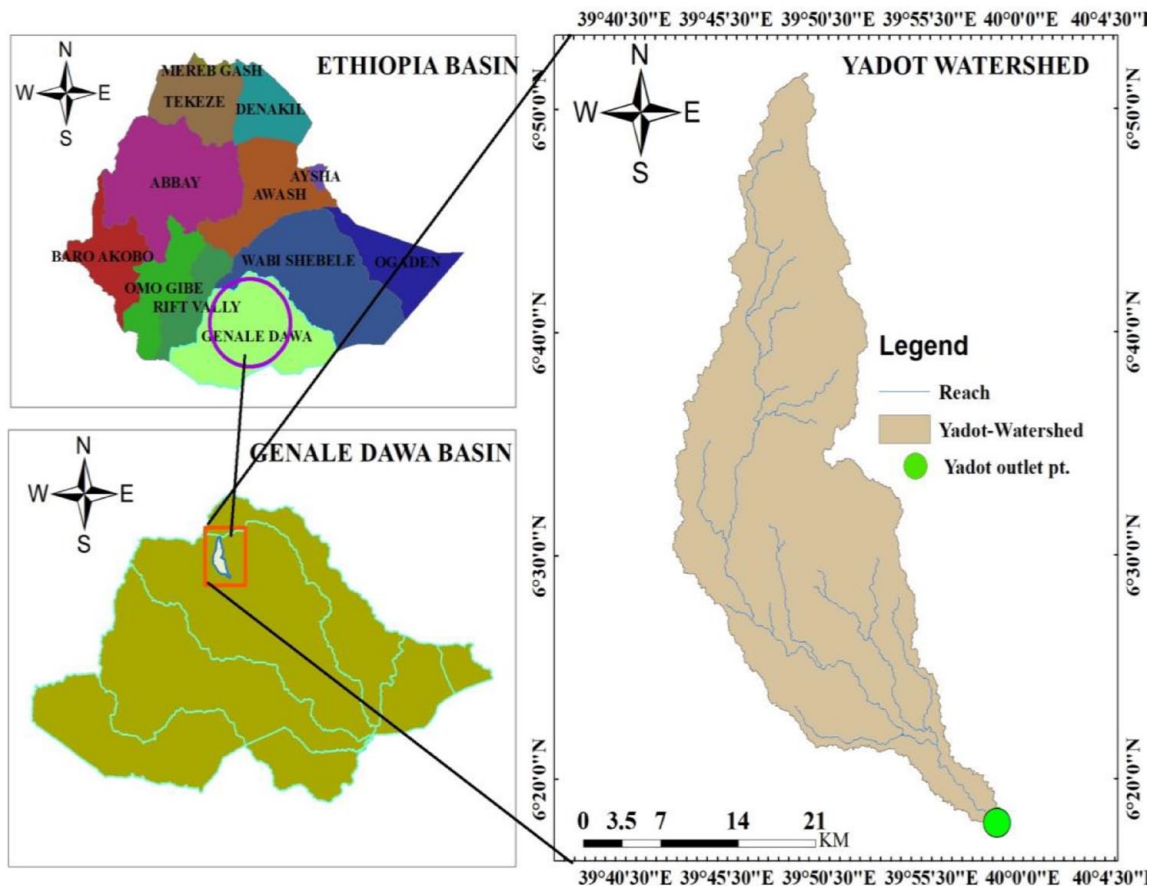 ETHIOPIA BASIN
N
W E
S
MEREB GASH
TEKEZE
DENAKIL
ABBAY
AYSHA
AWASH
BARO AKOBO
WABI SHEBELE
OGADEN
OMO GIBE
RIFT VALLY
GENALE DAWA
GENALE DAWA BASIN
N
W E
S
39°40'30"E 39°45'30"E 39°50'30"E 39°55'30"E 40°0'0"E 40°4'30"E
YADOT WATERSHED
N
W E
S
6°50'0"N 6°50'0"N
6°40'0"N 6°40'0"N
6°30'0"N 6°30'0"N
6°20'0"N 6°20'0"N
Legend
Reach
Yadot-Watershed
Yadot outlet pt.
0 3.5 7 14 21
KM
39°40'30"E 39°45'30"E 39°50'30"E 39°55'30"E 40°0'0"E 40°4'30"E